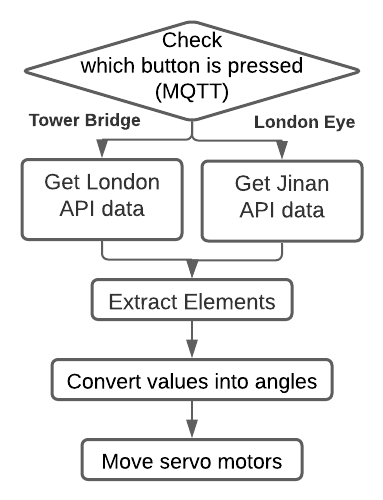 Check
which button is pressed
(MQTT)
Tower Bridge
London Eye
Get London
API data
Get Jinan
API data
Extract Elements
Convert values into angles
Move servo motors